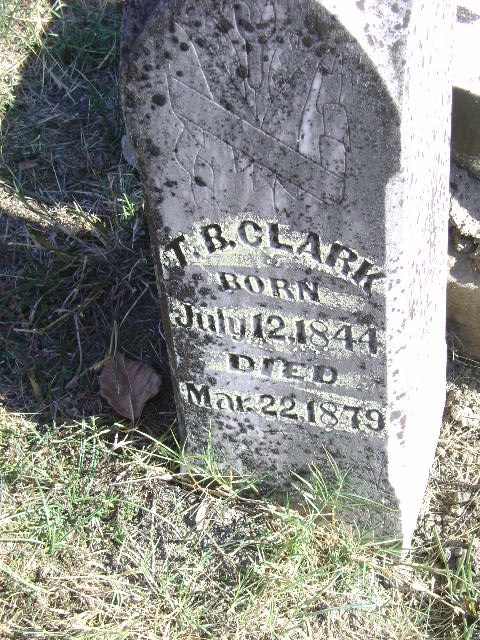 T. B. CLARK
BORN
July 12, 1844
DIED
Mar. 22, 1879